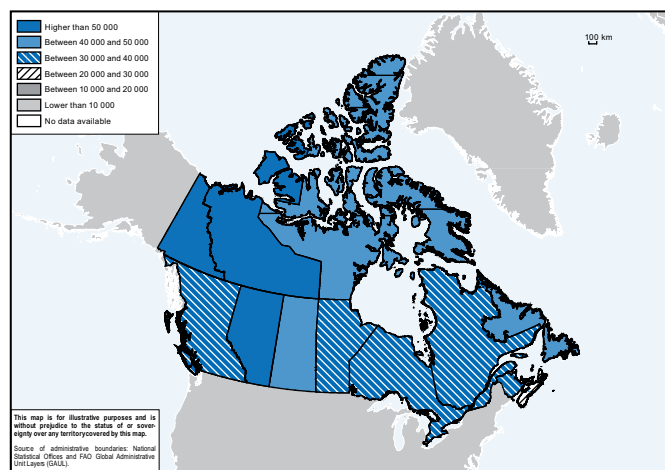 Higher than 50 000
Between 40 000 and 50 000
Between 30 000 and 40 000
Between 20 000 and 30 000
Between 10 000 and 20 000
Lower than 10 000
No data available
100 km
This map is for illustrative purposes and is
without prejudice to the status of or sover-
eignty over any territorycovered by this map.
Source of administrative boundaries: National
Statistical Offices and FAO Global Administrative
Unit Layers (GAUL).